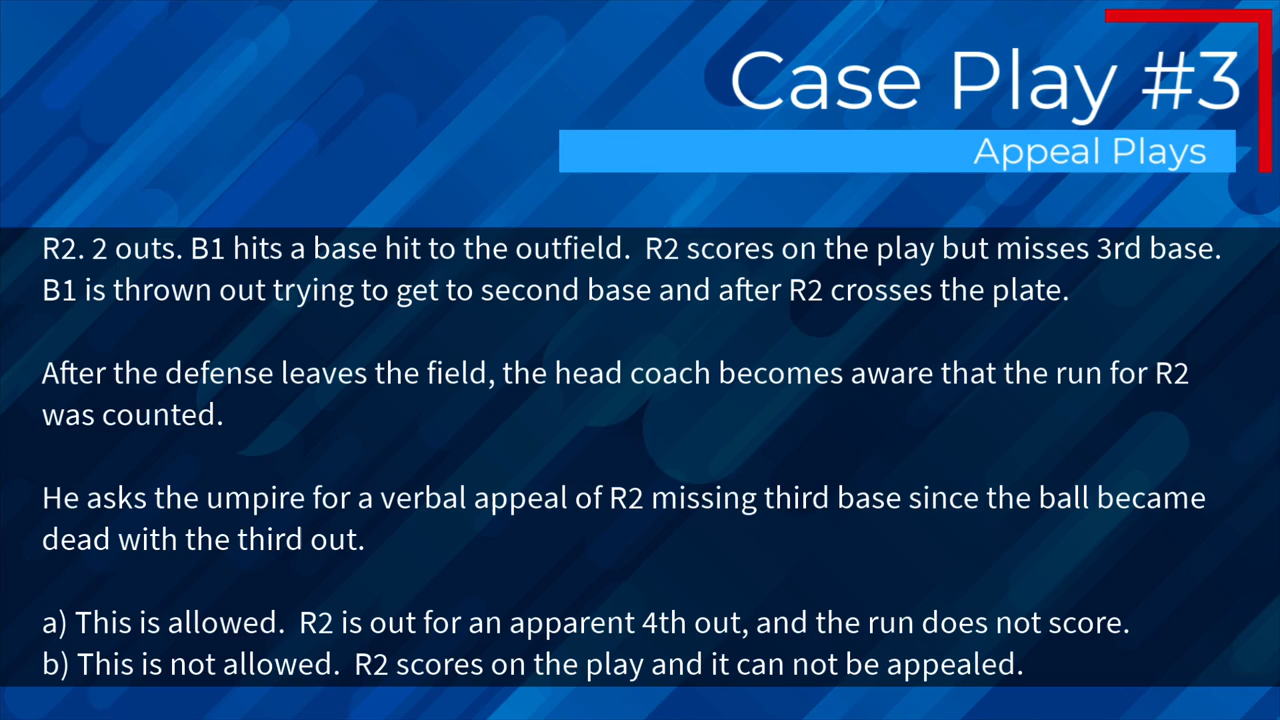 Case Play #3
Appeal Plays
R2. 2 outs. B1 hits a base hit to the outfield.  R2 scores on the play but misses 3rd base.
B1 is thrown out trying to get to second base and after R2 crosses the plate.
After the defense leaves the field, the head coach becomes aware that the run for R2
was counted.
He asks the umpire for a verbal appeal of R2 missing third base since the ball became
dead with the third out.
a) This is allowed.  R2 is out for an apparent 4th out, and the run does not score.
b) This is not allowed.  R2 scores on the play and it can not be appealed.